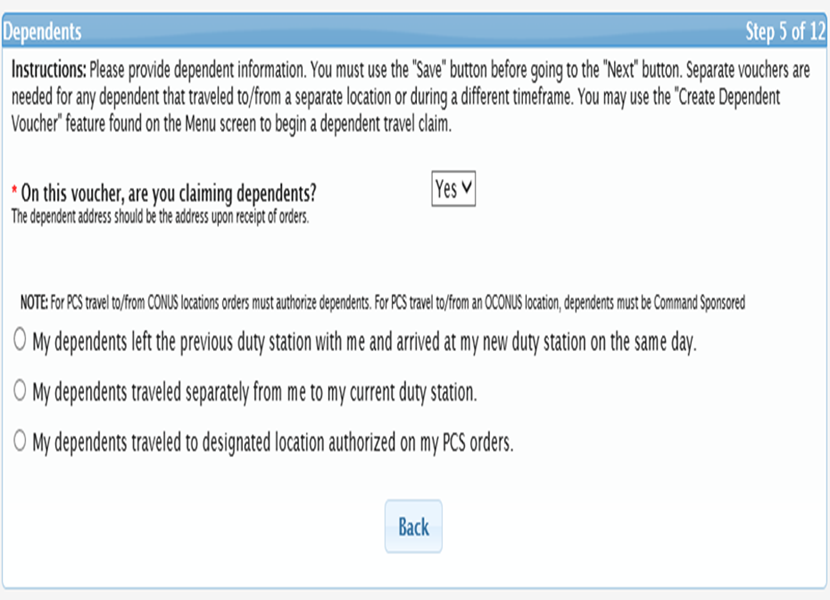 Dependents
Step 5 of 12
Instructions: Please provide dependent information. You must use the "Save" button before going to the "Next" button. Separate vouchers are
needed for any dependent that traveled to/from a separate location or during a different timeframe. You may use the "Create Dependent
Voucher" feature found on the Menu screen to begin a dependent travel claim.
* On this voucher, are you claiming dependents?
Yes
The dependent address should be the address upon receipt of orders.
NOTE: For PCS travel to/from CONUS locations orders must authorize dependents. For PCS travel to/from an OCONUS location, dependents must be Command Sponsored
My dependents left the previous duty station with me and arrived at my new duty station on the same day.
My dependents traveled separately from me to my current duty station.
My dependents traveled to designated location authorized on my PCS orders.
Back